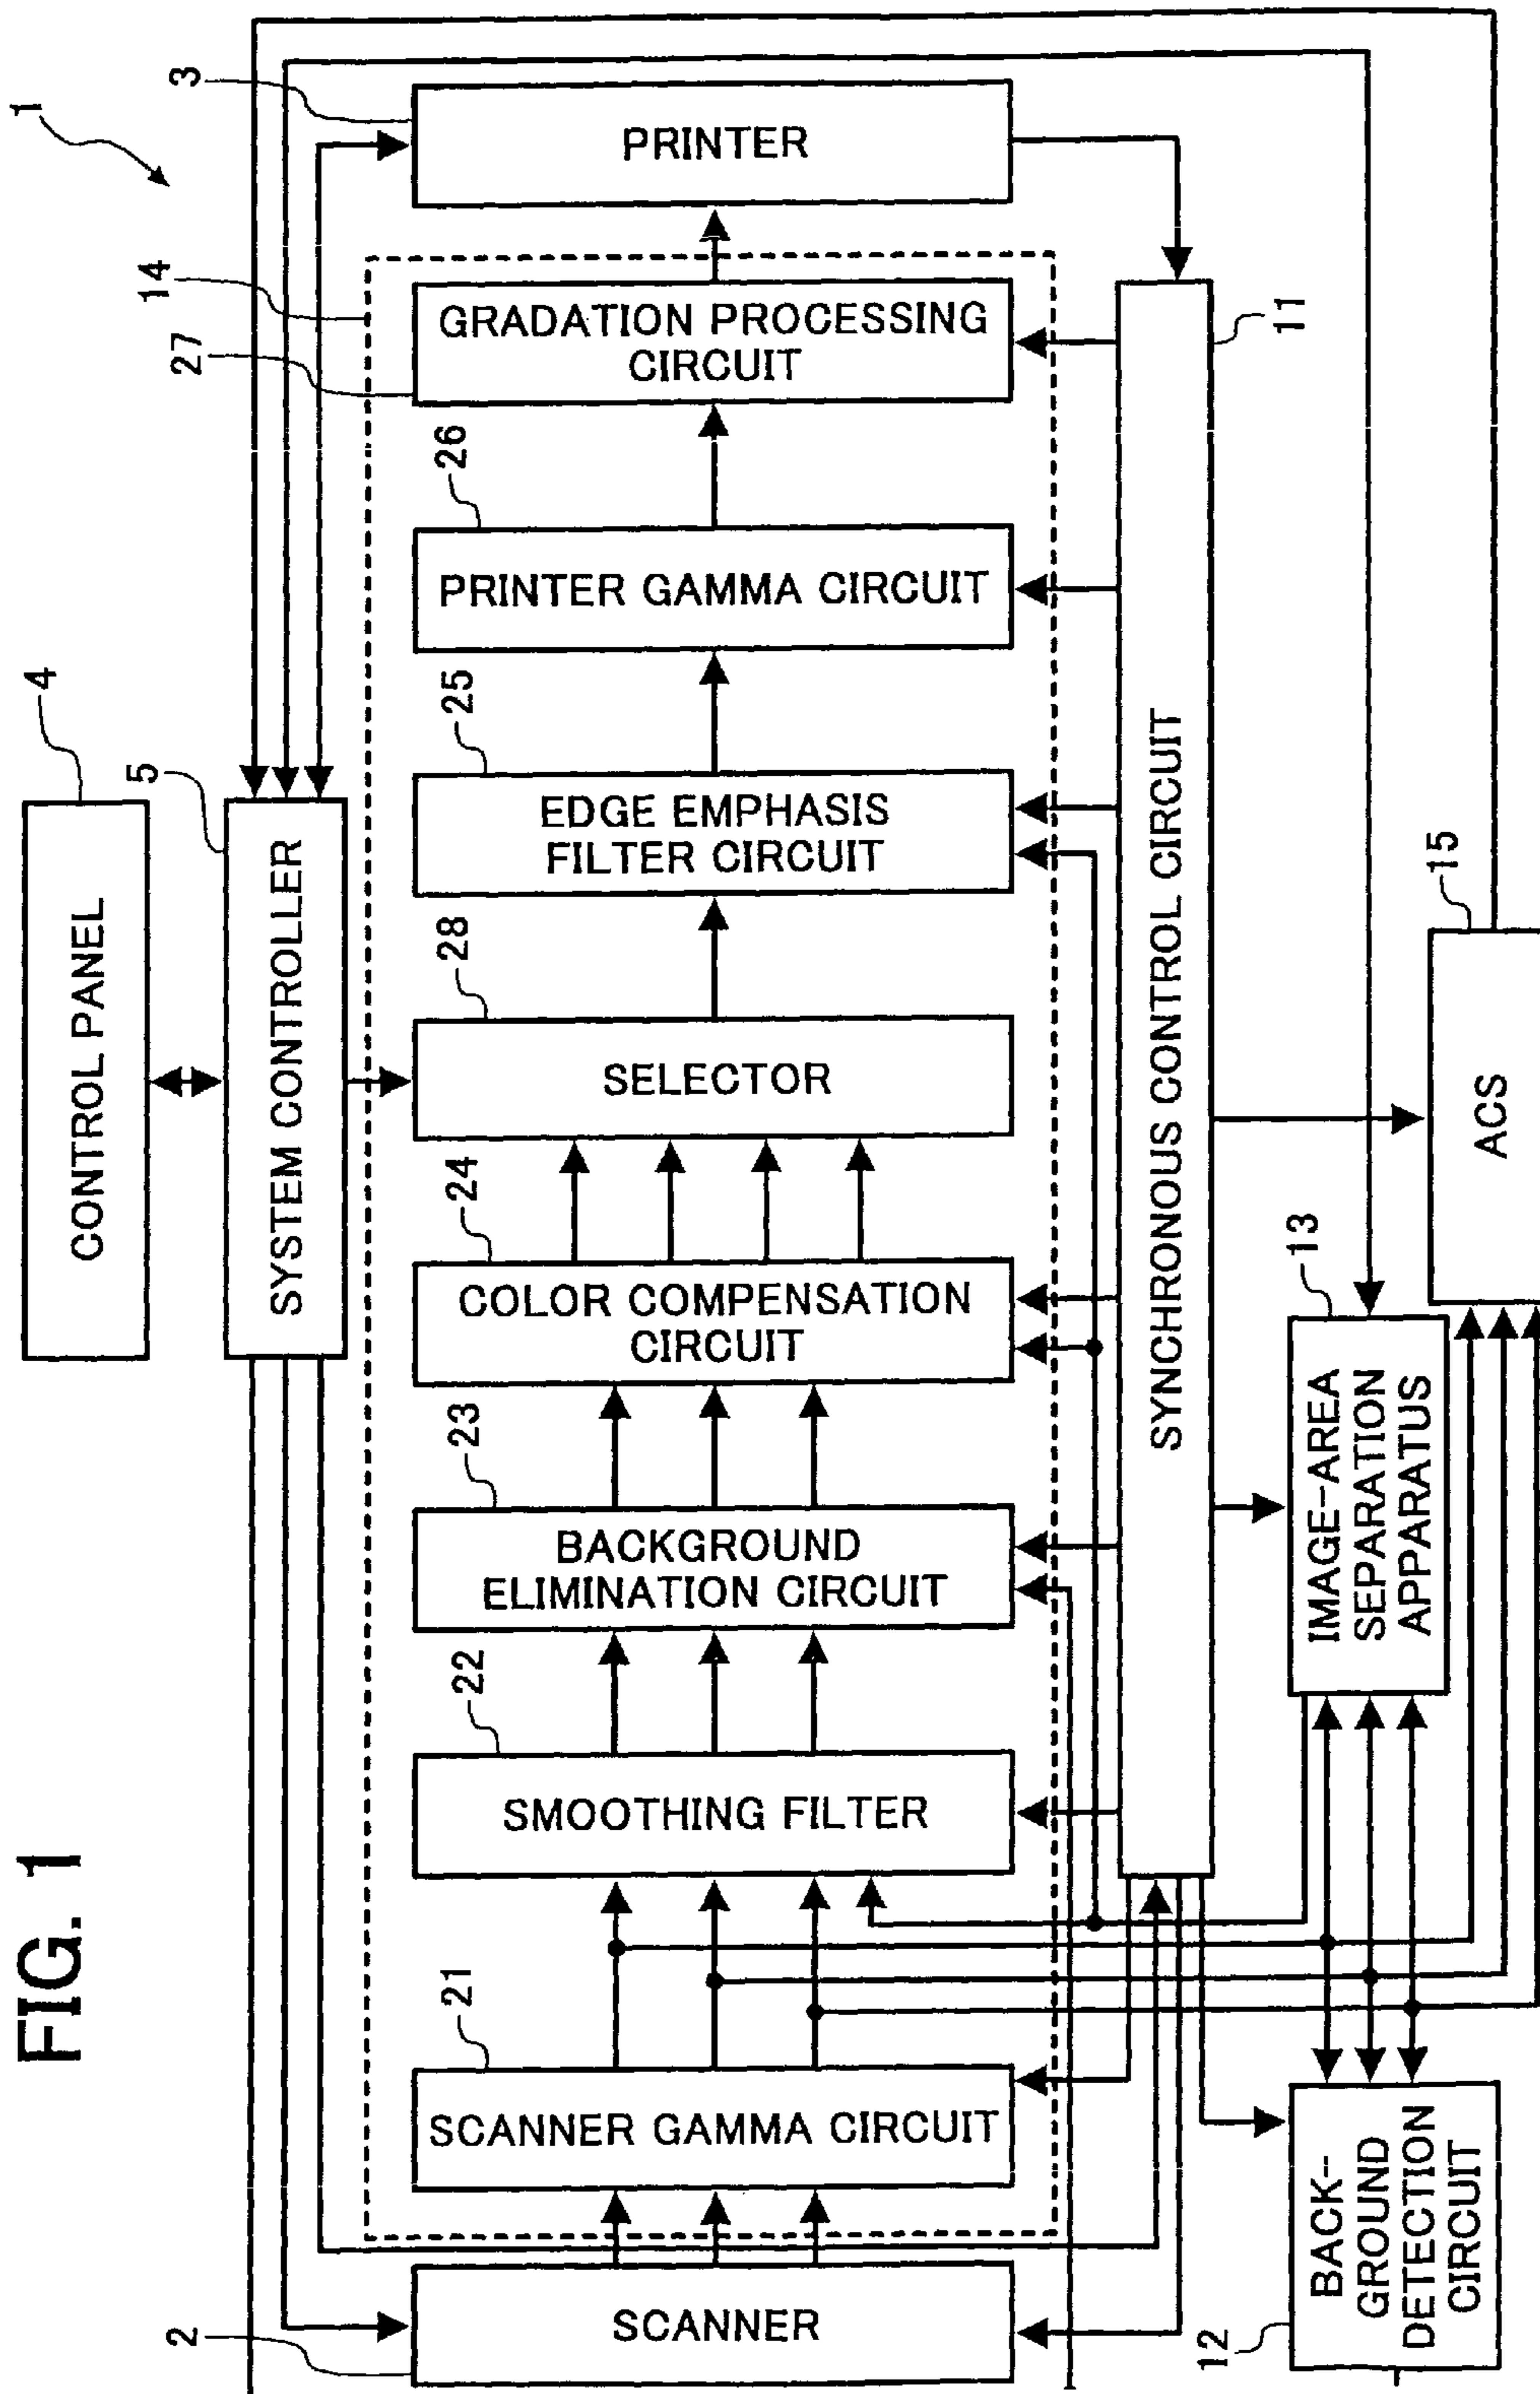 FIG. 1
1
CONTROL PANEL
4
SYSTEM CONTROLLER
5
2
SCANNER
21
SCANNER GAMMA CIRCUIT
22
SMOOTHING FILTER
23
BACKGROUND
ELIMINATION CIRCUIT
24
COLOR COMPENSATION
CIRCUIT
28
SELECTOR
25
EDGE EMPHASIS
FILTER CIRCUIT
26
PRINTER GAMMA CIRCUIT
27
14
GRADATION PROCESSING
CIRCUIT
3
PRINTER
SYNCHRONOUS CONTROL CIRCUIT
11
12
BACK-
GROUND
DETECTION
CIRCUIT
13
IMAGE-AREA
SEPARATION
APPARATUS
15
ACS